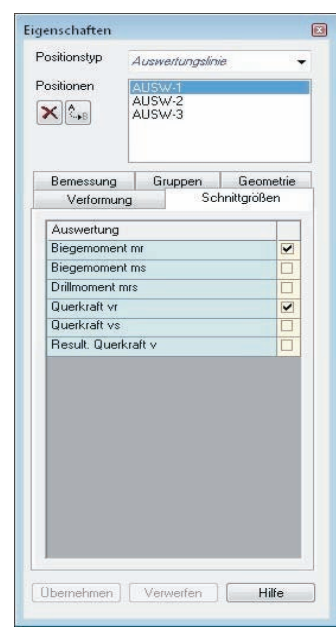 Eigenschaften
Positionstyp
Auswertungslinie
Positionen
AUSW-1
AUSW-2
AUSW-3
Bemessung Gruppen Geometrie
Verformung Schnittgrößen
Auswertung
Biegemoment mr
Biegemoment ms
Drillmoment mrs
Querkraft vr
Querkraft vs
Result. Querkraft v
Übernehmen Verwerfen Hilfe